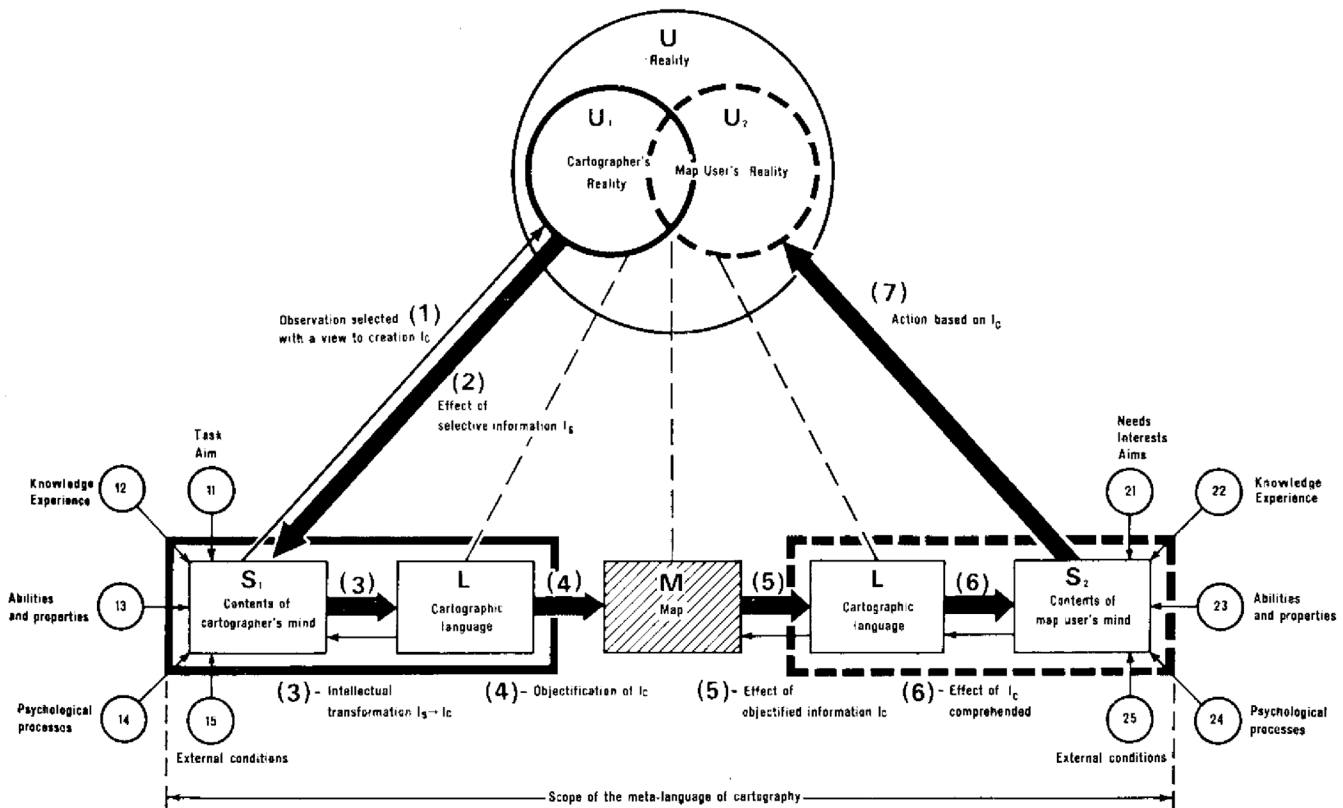 U
Reality
U₁
U₂
Cartographer's
Reality
Map User's Reality
(1)
Observation selected
with a view to creation Ic
(2)
Effect of
selective information Is
(7)
Action based on Ic
Task
Aim
Knowledge
Experience
12
11
Needs
Interests
Aims
21
22
Knowledge
Experience
Abilities
and properties
13
S₁
Contents of
cartographer's mind
(3)
L
Cartographic
language
(4)
M
Map
(5)
L
Cartographic
language
(6)
S₂
Contents of
map user's mind
23
Abilities
and properties
(3) - Intellectual
transformation Is → Ic
(4) - Objectification of Ic
(5) - Effect of
objectified information Ic
(6) - Effect of Ic
comprehended
Psychological
processes
14
15
External conditions
25
External conditions
24
Psychological
processes
Scope of the meta-language of cartography